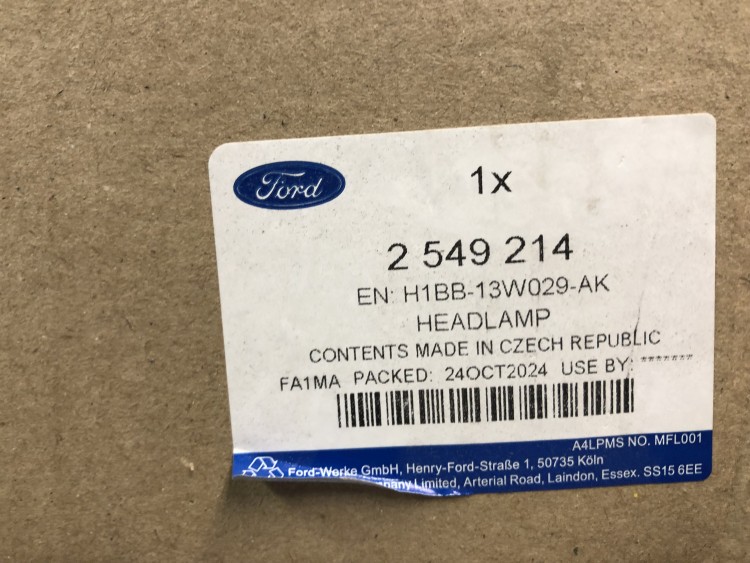 Ford
1x
2 549 214
EN: H1BB-13W029-AK
HEADLAMP
CONTENTS MADE IN CZECH REPUBLIC
FA1MA PACKED: 24OCT2024 USE BY: *******
A4LPMS NO. MFL001
Ford-Werke GmbH, Henry-Ford-Straße 1, 50735 Köln
Limited, Arterial Road, Laindon, Essex. SS15 6EE